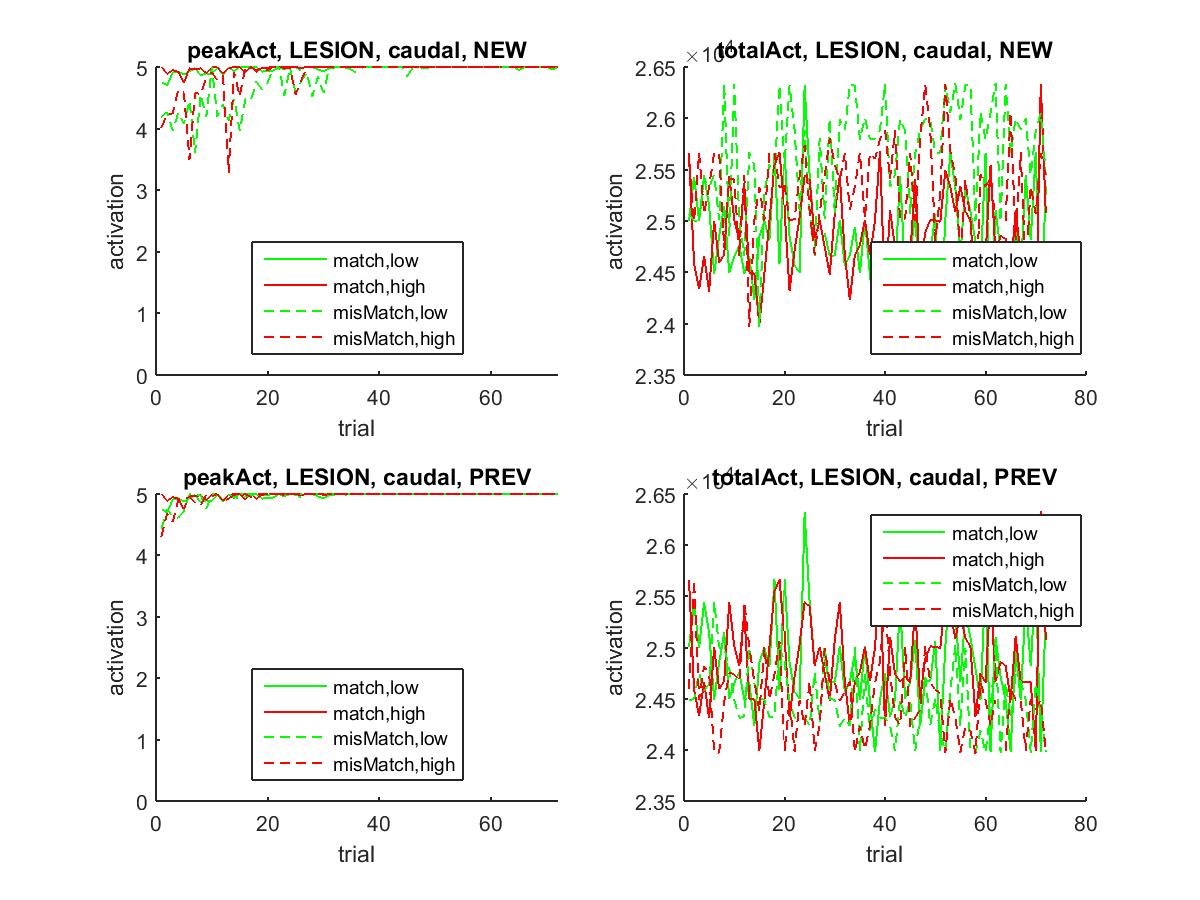 peakAct, LESION, caudal, NEW
5
4
3
2
1
0
activation
match,low
match,high
misMatch,low
misMatch,high
0 20 40 60
trial
×10^4
totalAct, LESION, caudal, NEW
2.65
2.6
2.55
2.5
2.45
2.4
2.35
activation
match,low
match,high
misMatch,low
misMatch,high
0 20 40 60 80
trial
peakAct, LESION, caudal, PREV
5
4
3
2
1
0
activation
match,low
match,high
misMatch,low
misMatch,high
0 20 40 60
trial
×10^4
totalAct, LESION, caudal, PREV
2.65
2.6
2.55
2.5
2.45
2.4
2.35
activation
match,low
match,high
misMatch,low
misMatch,high
0 20 40 60 80
trial